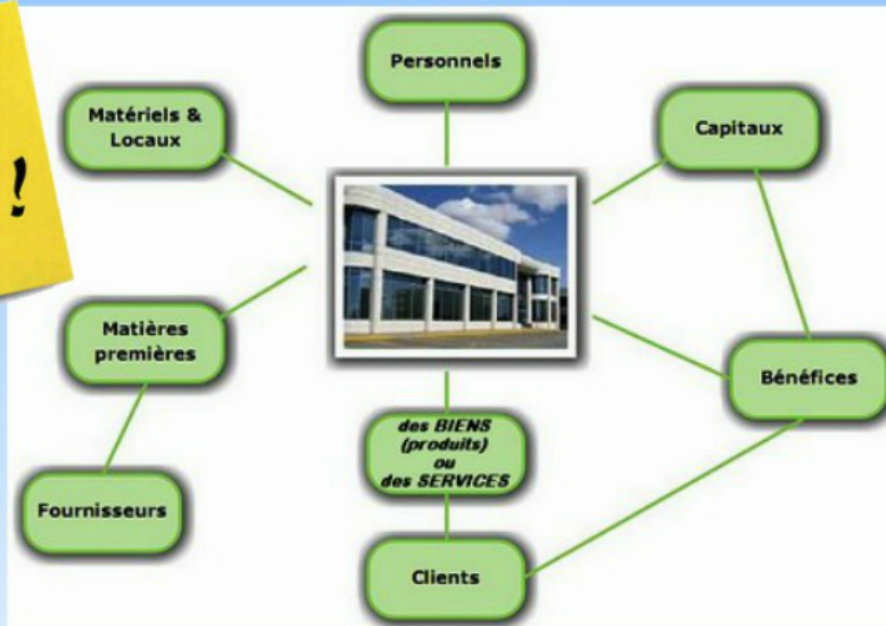 Personnels
Matériels &
Locaux
Capitaux
!
Matières
premières
Bénéfices
des BIENS
(produits)
ou
des SERVICES
Fournisseurs
Clients